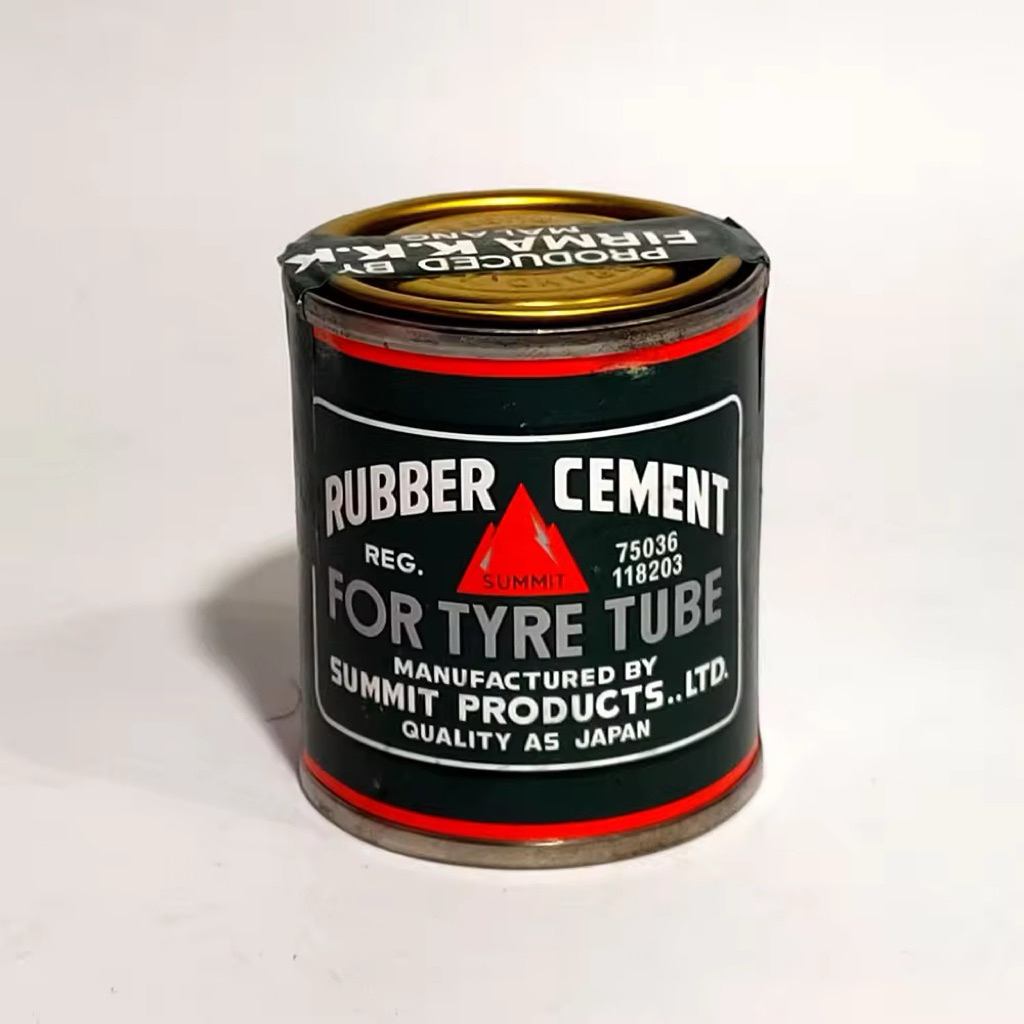 PRODUCED BY
FIRMA K.K
MALANG
RUBBER CEMENT
REG.
75036
118203
SUMMIT
FOR TYRE TUBE
MANUFACTURED BY
SUMMIT PRODUCTS.. LTD.
QUALITY AS JAPAN